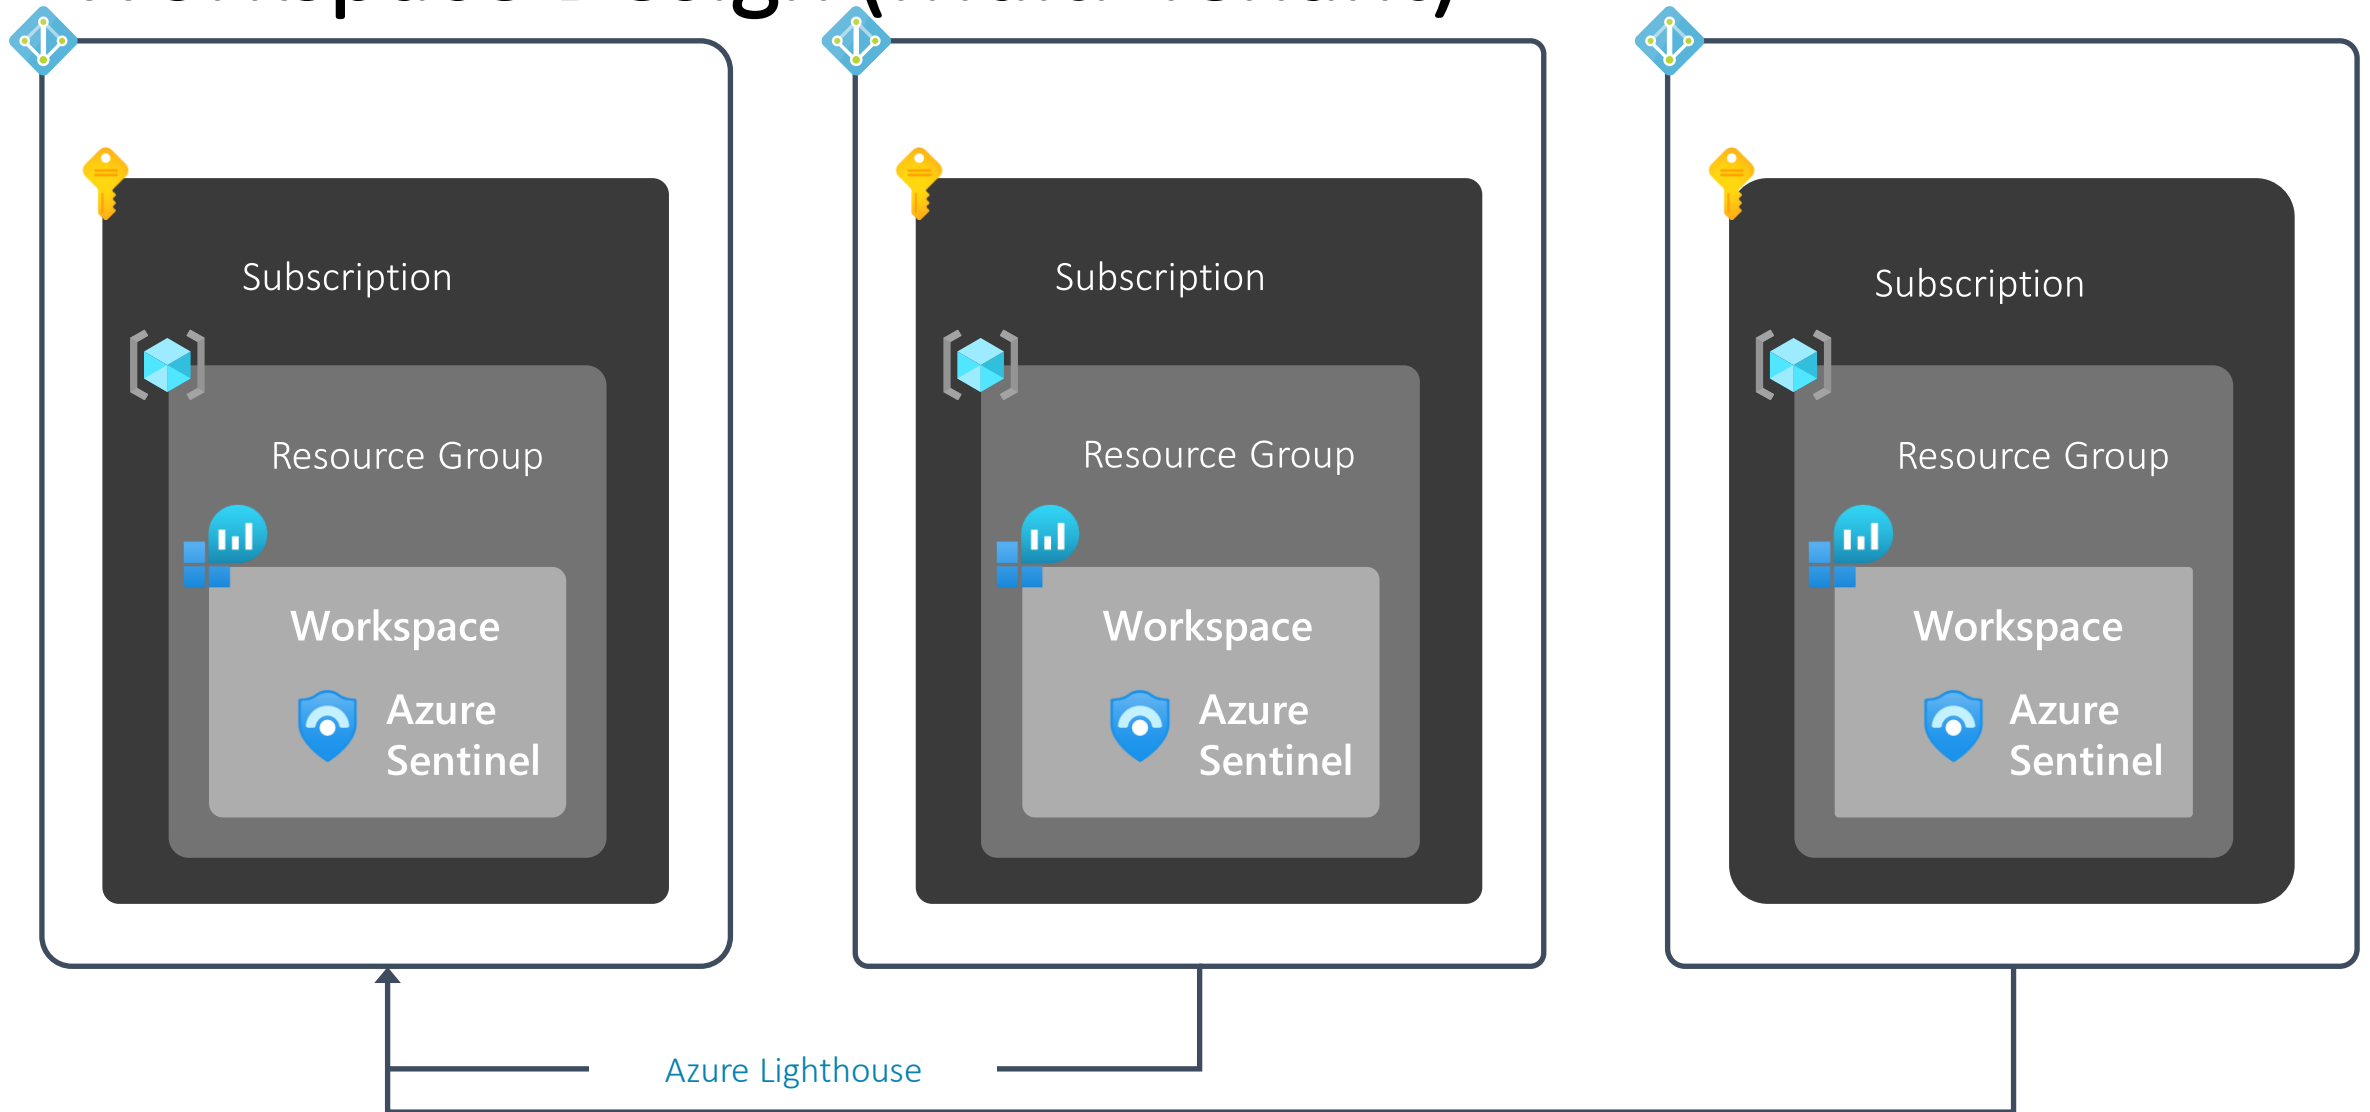 Subscription
Resource Group
Workspace
Azure
Sentinel
Subscription
Resource Group
Workspace
Azure
Sentinel
Subscription
Resource Group
Workspace
Azure
Sentinel
Azure Lighthouse